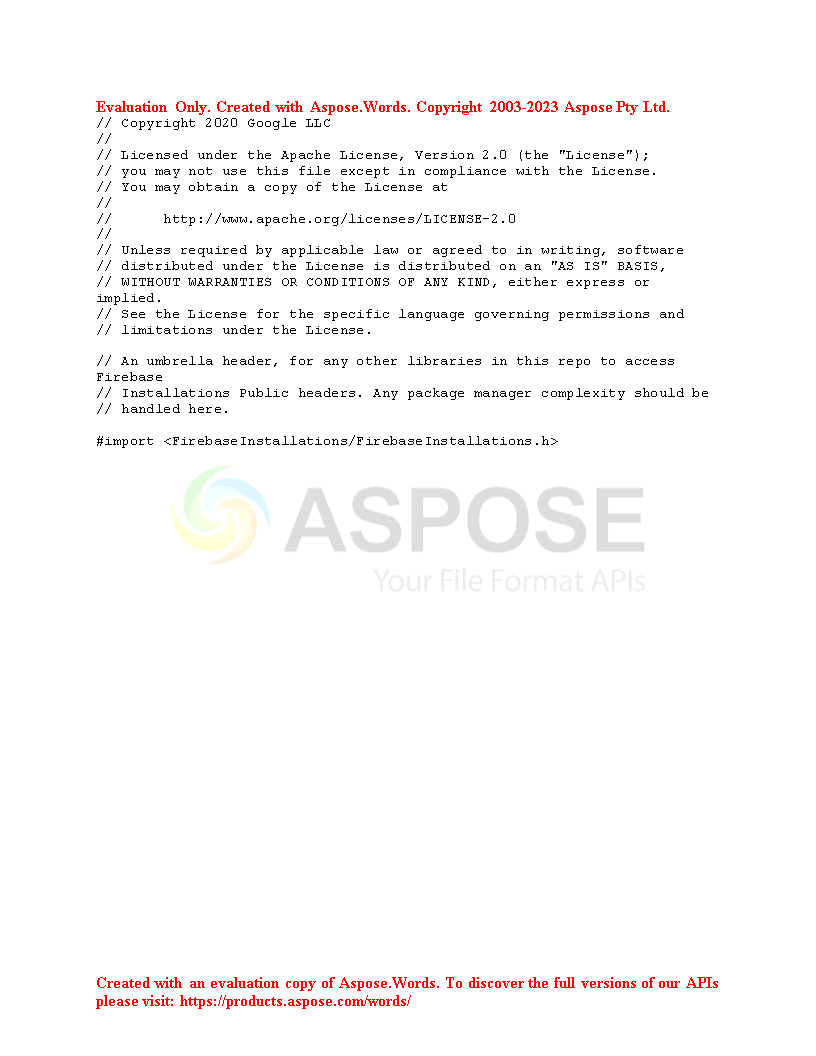 Evaluation Only. Created with Aspose.Words. Copyright 2003-2023 Aspose Pty Ltd.
// Copyright 2020 Google LLC
//
// Licensed under the Apache License, Version 2.0 (the "License");
// you may not use this file except in compliance with the License.
// You may obtain a copy of the License at
//
//      http://www.apache.org/licenses/LICENSE-2.0
//
// Unless required by applicable law or agreed to in writing, software
// distributed under the License is distributed on an "AS IS" BASIS,
// WITHOUT WARRANTIES OR CONDITIONS OF ANY KIND, either express or
implied.
// See the License for the specific language governing permissions and
// limitations under the License.
// An umbrella header, for any other libraries in this repo to access
Firebase
// Installations Public headers. Any package manager complexity should be
// handled here.
#import <FirebaseInstallations/FirebaseInstallations.h>
ASPOSE
Your File Format APIs
Created with an evaluation copy of Aspose.Words. To discover the full versions of our APIs
please visit: https://products.aspose.com/words/